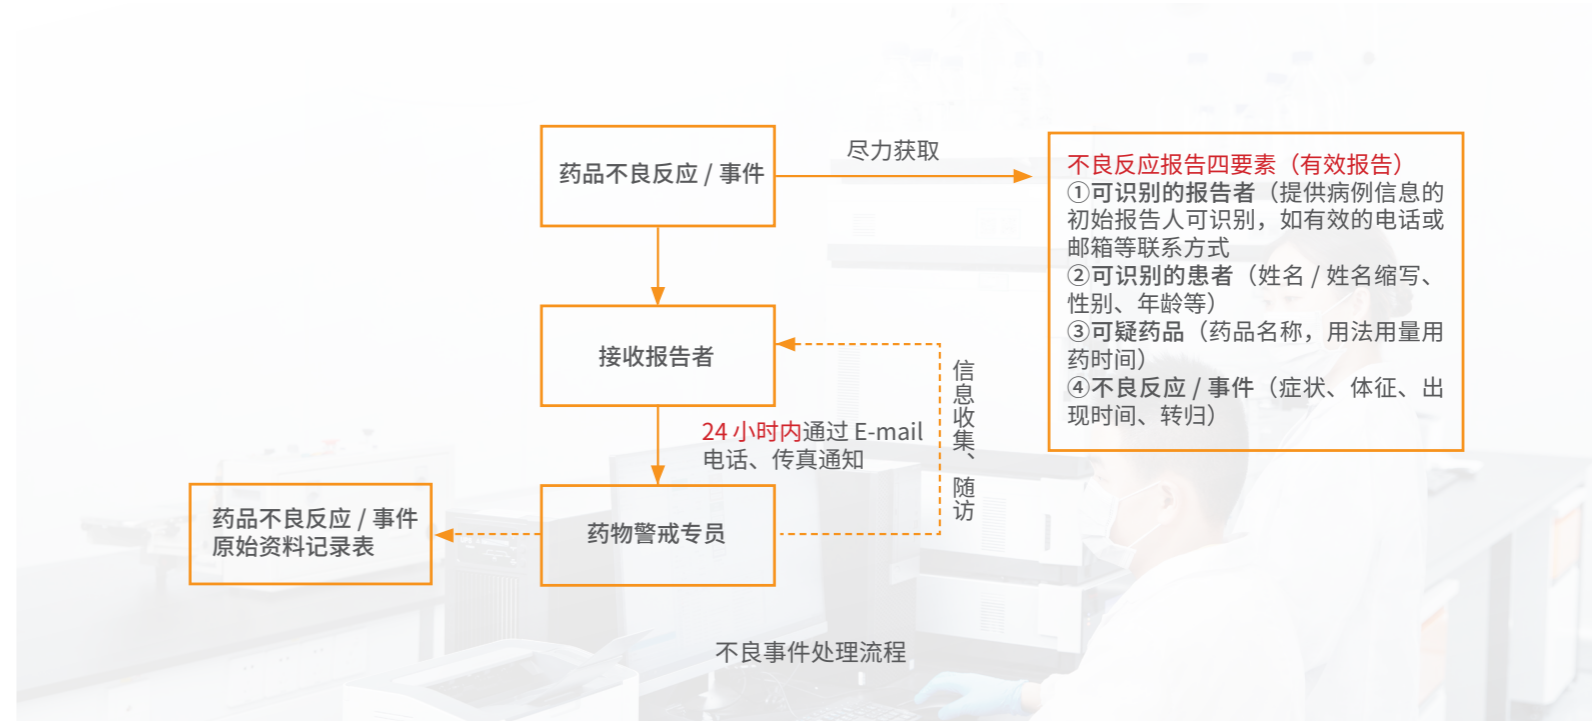 药品不良反应 / 事件
尽力获取
不良反应报告四要素（有效报告）
①可识别的报告者（提供病例信息的
初始报告人可识别，如有效的电话或
邮箱等联系方式
②可识别的患者（姓名 / 姓名缩写、
性别、年龄等）
③可疑药品（药品名称，用法用量用
药时间）
④不良反应 / 事件（症状、体征、出
现时间、转归）
接收报告者
24 小时内通过 E-mail
电话、传真通知
信息收集、随访
药物警戒专员
药品不良反应 / 事件
原始资料记录表
不良事件处理流程